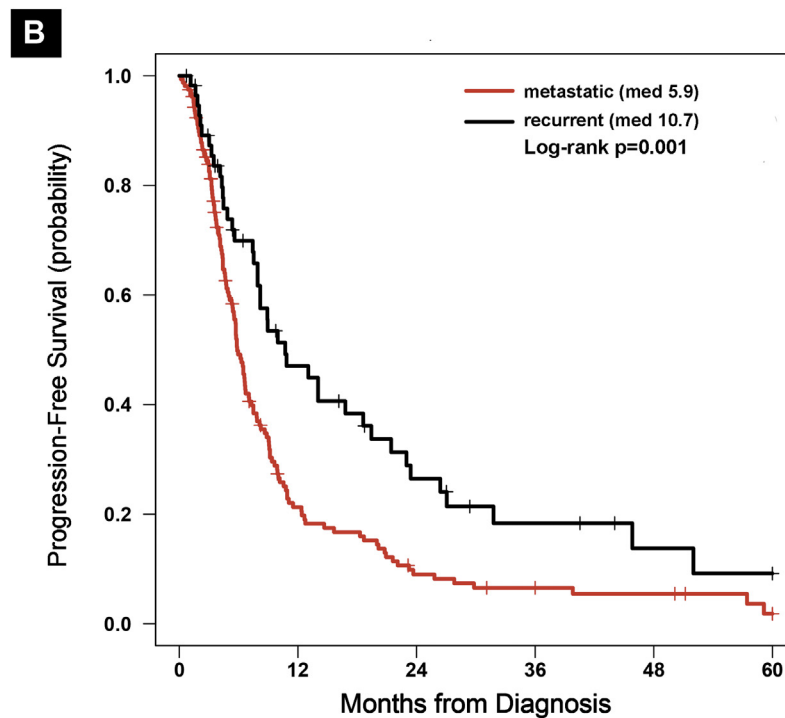 B
metastatic (med 5.9)
recurrent (med 10.7)
Log-rank p=0.001
Progression-Free Survival (probability)
1.0
0.8
0.6
0.4
0.2
0.0
0 12 24 36 48 60
Months from Diagnosis